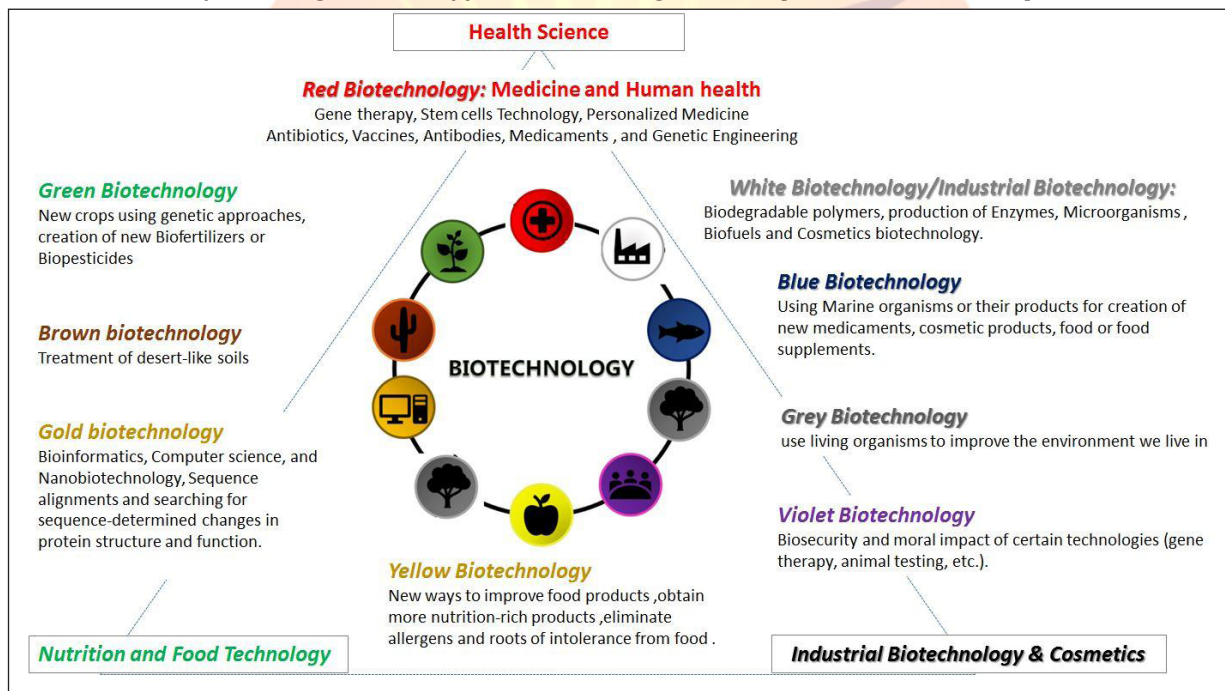 Health Science
Red Biotechnology: Medicine and Human health
Gene therapy, Stem cells Technology, Personalized Medicine
Antibiotics, Vaccines, Antibodies, Medicaments , and Genetic Engineering
Green Biotechnology
New crops using genetic approaches,
creation of new Biofertilizers or
Biopesticides
Brown biotechnology
Treatment of desert-like soils
Gold biotechnology
Bioinformatics, Computer science, and
Nanobiotechnology, Sequence
alignments and searching for
sequence-determined changes in
protein structure and function.
BIOTECHNOLOGY
White Biotechnology/Industrial Biotechnology:
Biodegradable polymers, production of Enzymes, Microorganisms ,
Biofuels and Cosmetics biotechnology.
Blue Biotechnology
Using Marine organisms or their products for creation of
new medicaments, cosmetic products, food or food
supplements.
Grey Biotechnology
use living organisms to improve the environment we live in
Violet Biotechnology
Biosecurity and moral impact of certain technologies (gene
therapy, animal testing, etc.).
Yellow Biotechnology
New ways to improve food products ,obtain
more nutrition-rich products ,eliminate
allergens and roots of intolerance from food .
Nutrition and Food Technology
Industrial Biotechnology & Cosmetics